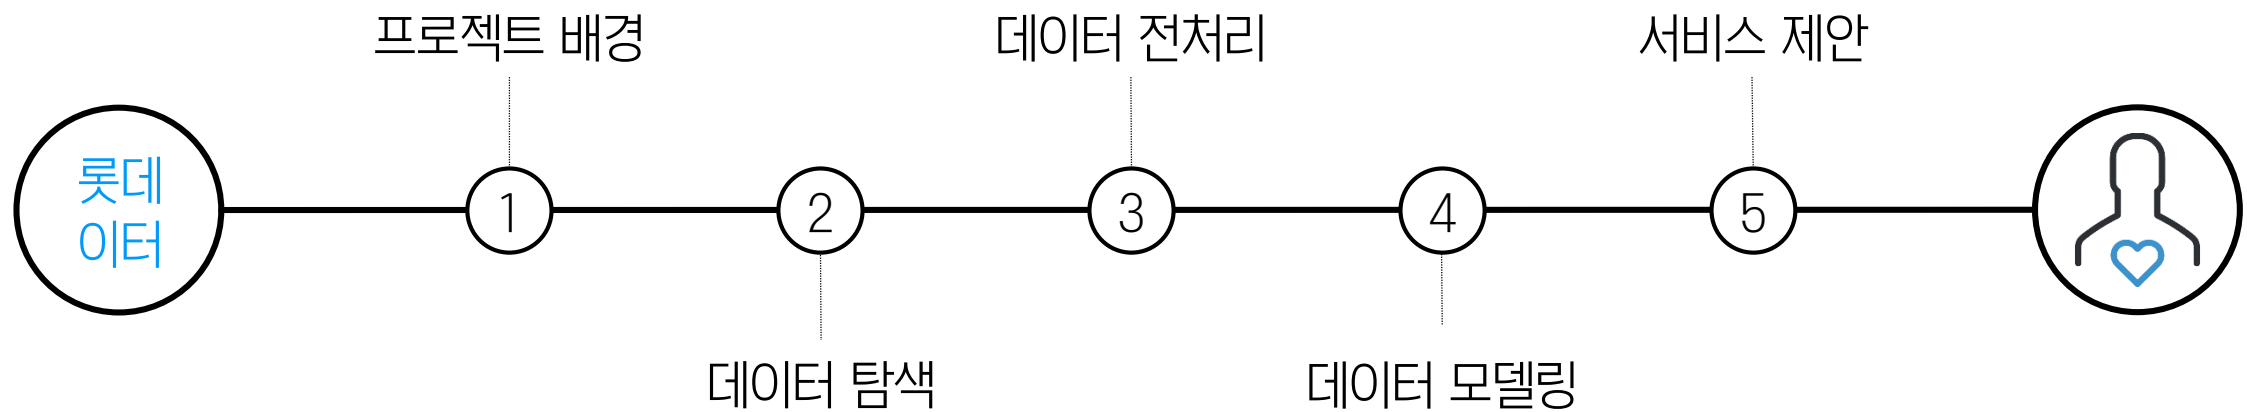 롯데
이터
프로젝트 배경
1
데이터 탐색
2
데이터 전처리
3
데이터 모델링
4
서비스 제안
5